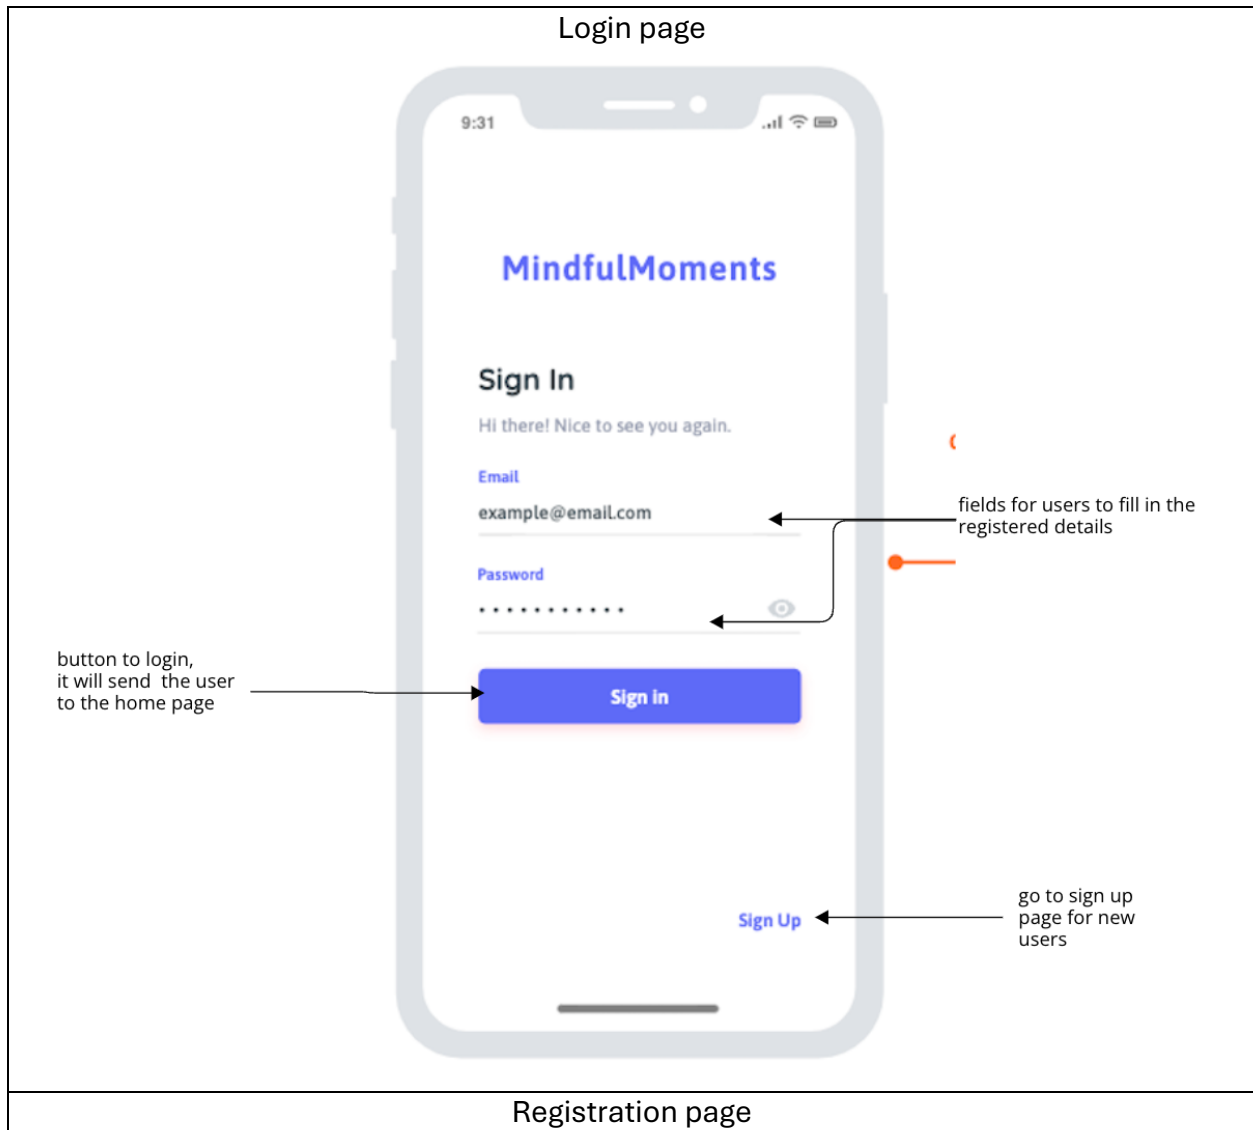 Login page
9:31
MindfulMoments
Sign In
Hi there! Nice to see you again.
Email
example@email.com
fields for users to fill in the
registered details
Password
button to login,
it will send  the user
to the home page
Sign in
Sign Up
go to sign up
page for new
users
Registration page